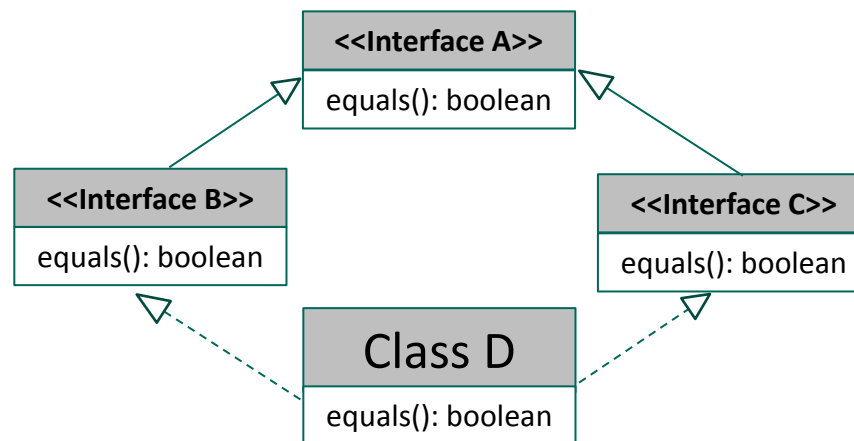 <<Interface A>>
equals(): boolean
<<Interface B>>
equals(): boolean
<<Interface C>>
equals(): boolean
Class D
equals(): boolean